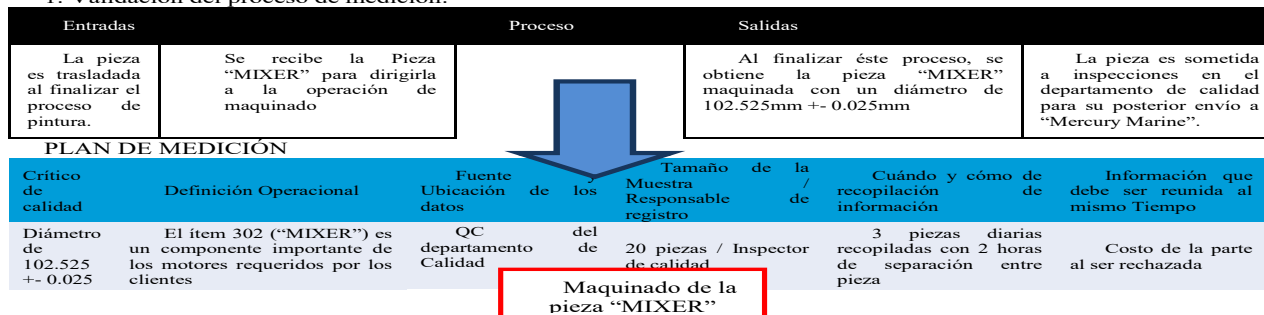 1. Validación del proceso de medición.
Entradas
Proceso
Salidas
La pieza
es trasladada
al finalizar el
proceso de
pintura.
Se recibe la Pieza
“MIXER” para dirigirla
a la operación de
maquinado
Al finalizar éste proceso, se
obtiene la pieza “MIXER”
maquinada con un diámetro de
102.525mm +- 0.025mm
La pieza es sometida
a inspecciones en el
departamento de calidad
para su posterior envío a
“Mercury Marine”.
PLAN DE MEDICIÓN
Crítico
de
calidad
Definición Operacional
Fuente y
Ubicación de los
datos
Tamaño de la
Muestra /
Responsable de
registro
Cuándo y cómo de
recopilación de
información
Información que
debe ser reunida al
mismo Tiempo
Diámetro
de
102.525
+- 0.025
El ítem 302 (“MIXER”) es
un componente importante de
los motores requeridos por los
clientes
QC del
departamento de
Calidad
20 piezas / Inspector
de calidad
3 piezas diarias
recopiladas con 2 horas
de separación entre
pieza
Costo de la parte
al ser rechazada
Maquinado de la
pieza “MIXER”